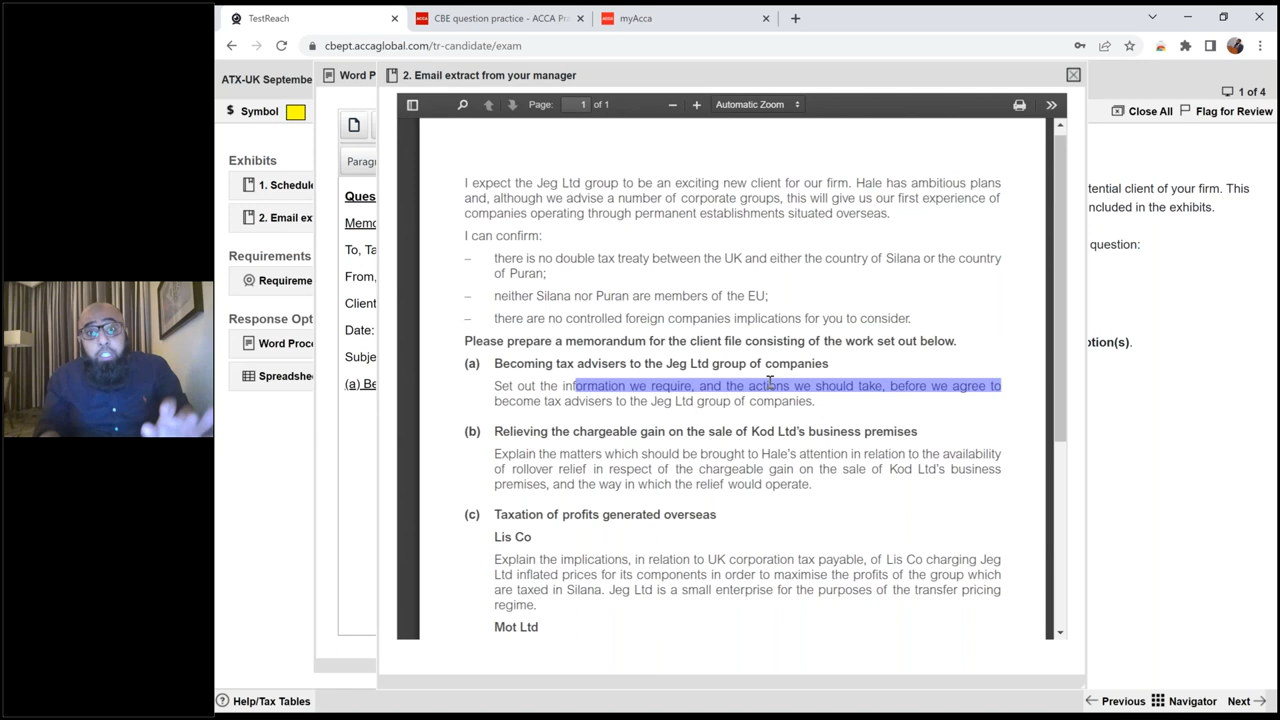 TestReach
CBE question practice - ACCA Pra
myAcca
cbept.accaglobal.com/tr-candidate/exam
ATX-UK Septembe
Word P
2. Email extract from your manager
1 of 4
$ Symbol
Close All
Flag for Review
Page: 1 of 1
Automatic Zoom
Parag
Exhibits
1. Schedule
2. Email ex
Requirements
Requireme
Response Opt
Word Proce
Spreadshe
Ques
Memo
To, Ta
From,
Client
Date:
Subje
(a) Be
I expect the Jeg Ltd group to be an exciting new client for our firm. Hale has ambitious plans
and, although we advise a number of corporate groups, this will give us our first experience of
companies operating through permanent establishments situated overseas.
I can confirm:
– there is no double tax treaty between the UK and either the country of Silana or the country
of Puran;
– neither Silana nor Puran are members of the EU;
– there are no controlled foreign companies implications for you to consider.
Please prepare a memorandum for the client file consisting of the work set out below.
(a) Becoming tax advisers to the Jeg Ltd group of companies
Set out the information we require, and the actions we should take, before we agree to
become tax advisers to the Jeg Ltd group of companies.
(b) Relieving the chargeable gain on the sale of Kod Ltd's business premises
Explain the matters which should be brought to Hale's attention in relation to the availability
of rollover relief in respect of the chargeable gain on the sale of Kod Ltd's business
premises, and the way in which the relief would operate.
(c) Taxation of profits generated overseas
Lis Co
Explain the implications, in relation to UK corporation tax payable, of Lis Co charging Jeg
Ltd inflated prices for its components in order to maximise the profits of the group which
are taxed in Silana. Jeg Ltd is a small enterprise for the purposes of the transfer pricing
regime.
Mot Ltd
tential client of your firm. This
ncluded in the exhibits.
question:
ption(s).
Help/Tax Tables
Previous
Navigator
Next